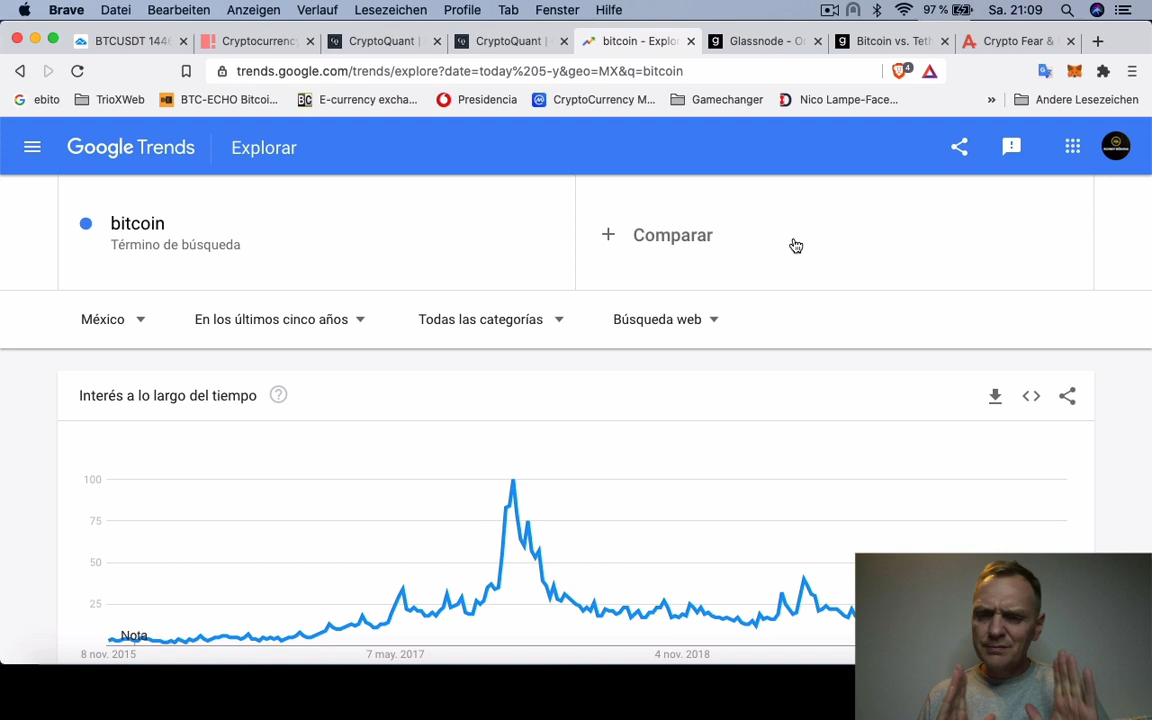 Brave Datei Bearbeiten Anzeigen Verlauf Lesezeichen Profile Tab Fenster Hilfe 97 % Sa. 21:09
BTCUSDT 144 Cryptocurrency CryptoQuant | CryptoQuant | bitcoin - Explo Glassnode - O Bitcoin vs. Teth Crypto Fear &
trends.google.com/trends/explore?date=today%205-y&geo=MX&q=bitcoin 4
G ebito TrioXWeb BTC-ECHO Bitcoi... BC E-currency excha... Presidencia CryptoCurrency M... Gamechanger Nico Lampe-Face... » Andere Lesezeichen
Google Trends Explorar
bitcoin
Término de búsqueda
+ Comparar
México En los últimos cinco años Todas las categorías Búsqueda web
Interés a lo largo del tiempo ?
100
75
50
25
Nota
8 nov. 2015 7 may. 2017 4 nov. 2018